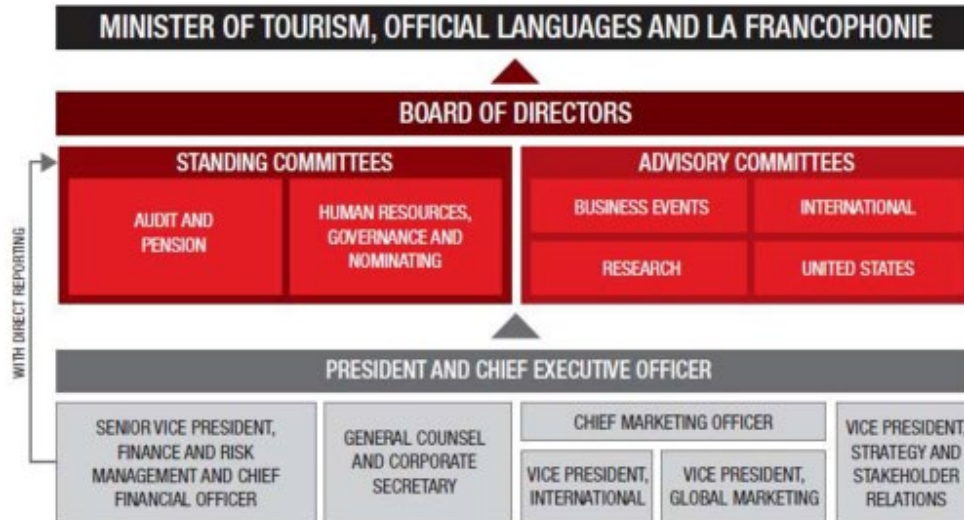 MINISTER OF TOURISM, OFFICIAL LANGUAGES AND LA FRANCOPHONIE
BOARD OF DIRECTORS
STANDING COMMITTEES
AUDIT AND
PENSION
HUMAN RESOURCES,
GOVERNANCE AND
NOMINATING
ADVISORY COMMITTEES
BUSINESS EVENTS
INTERNATIONAL
RESEARCH
UNITED STATES
WITH DIRECT REPORTING
PRESIDENT AND CHIEF EXECUTIVE OFFICER
SENIOR VICE PRESIDENT,
FINANCE AND RISK
MANAGEMENT AND CHIEF
FINANCIAL OFFICER
GENERAL COUNSEL
AND CORPORATE
SECRETARY
CHIEF MARKETING OFFICER
VICE PRESIDENT,
INTERNATIONAL
VICE PRESIDENT,
GLOBAL MARKETING
VICE PRESIDENT,
STRATEGY AND
STAKEHOLDER
RELATIONS